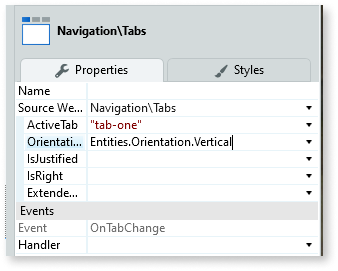 Navigation\Tabs
Properties
Styles
Name
Source We... Navigation\Tabs
ActiveTab "tab-one"
Orientati... Entities.Orientation.Vertical
IsJustified
IsRight
Extende...
Events
Event OnTabChange
Handler